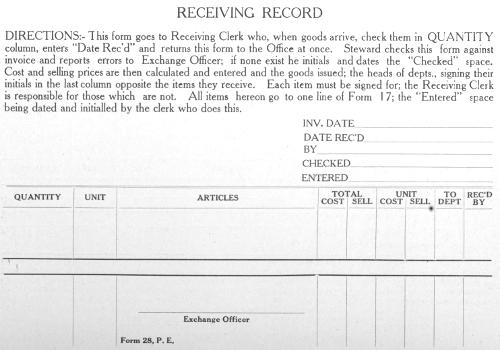 RECEIVING RECORD
DIRECTIONS:- This form goes to Receiving Clerk who, when goods arrive, check them in QUANTITY
column, enters "Date Rec'd" and returns this form to the Office at once. Steward checks this form against
invoice and reports errors to Exchange Officer; if none exist he initials and dates the "Checked" space.
Cost and selling prices are then calculated and entered and the goods issued; the heads of depts., signing their
initials in the last column opposite the items they receive. Each item must be signed for; the Receiving Clerk
is responsible for those which are not. All items hereon go to one line of Form 17; the "Entered" space
being dated and initialled by the clerk who does this.
INV. DATE
DATE REC'D
BY
CHECKED
ENTERED
QUANTITY UNIT ARTICLES TOTAL COST SELL UNIT COST SELL TO DEPT REC'D BY
Exchange Officer
Form 28, P. E.